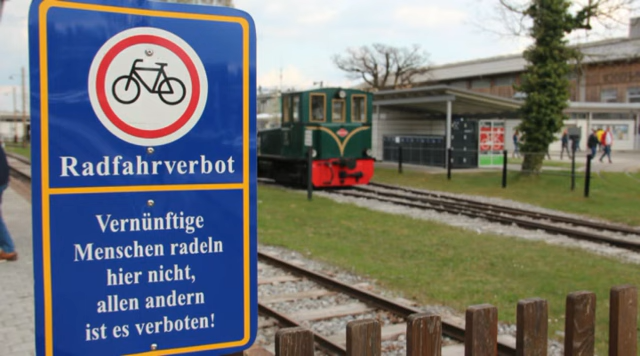 Radfahrverbot
Vernünftige
Menschen radeln
hier nicht,
allen andern
ist es verboten!